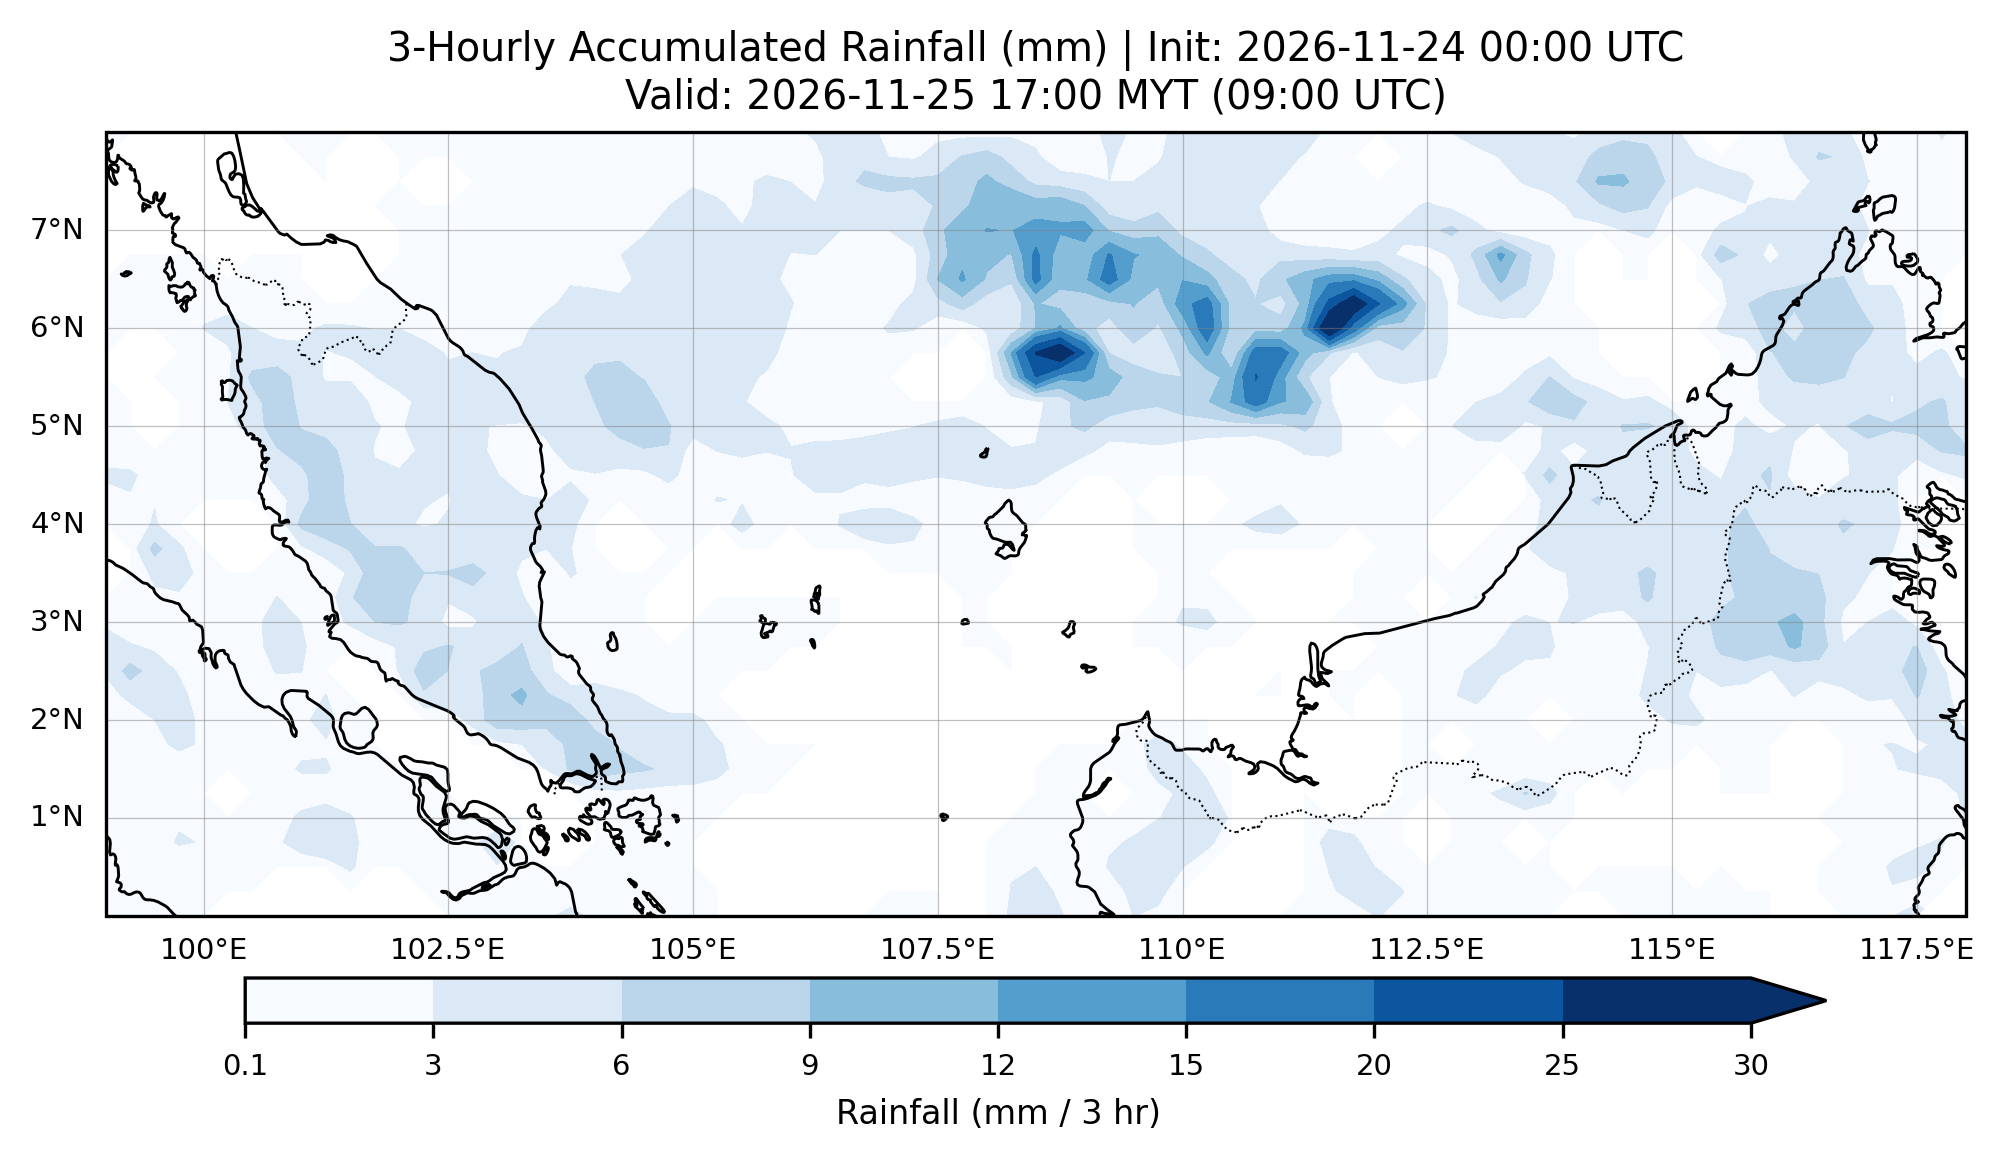 3-Hourly Accumulated Rainfall (mm) | Init: 2026-11-24 00:00 UTC
Valid: 2026-11-25 17:00 MYT (09:00 UTC)
7°N
6°N
5°N
4°N
3°N
2°N
1°N
100°E 102.5°E 105°E 107.5°E 110°E 112.5°E 115°E 117.5°E
0.1 3 6 9 12 15 20 25 30
Rainfall (mm / 3 hr)